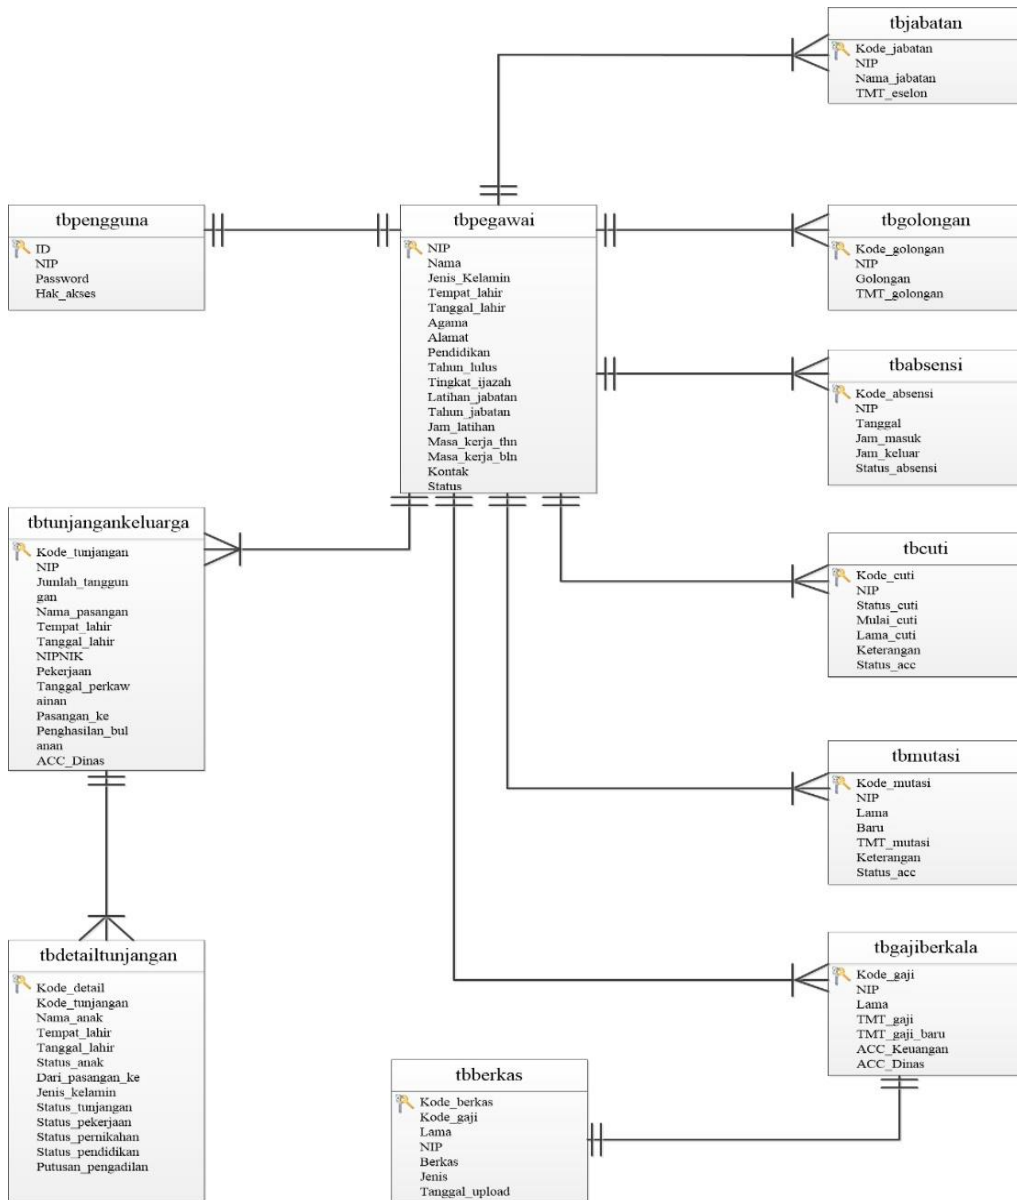 tbjabatan
Kode_jabatan
NIP
Nama_jabatan
TMT_eselon
tbpengguna
ID
NIP
Password
Hak_akses
tbpegawai
NIP
Nama
Jenis_Kelamin
Tempat_lahir
Tanggal_lahir
Agama
Alamat
Pendidikan
Tahun_lulus
Tingkat_ijazah
Latihan_jabatan
Tahun_jabatan
Jam_latihan
Masa_kerja_thn
Masa_kerja_bln
Kontak
Status
tbgolongan
Kode_golongan
NIP
Golongan
TMT_golongan
tbabsensi
Kode_absensi
NIP
Tanggal
Jam_masuk
Jam_keluar
Status_absensi
tbtunjangankeluarga
Kode_tunjangan
NIP
Jumlah_tanggun
gan
Nama_pasangan
Tempat_lahir
Tanggal_lahir
NIPNIK
Pekerjaan
Tanggal_perkaw
ainan
Pasangan_ke
Penghasilan_bul
anan
ACC_Dinas
tbcuti
Kode_cuti
NIP
Status_cuti
Mulai_cuti
Lama_cuti
Keterangan
Status_acc
tbmutasi
Kode_mutasi
NIP
Lama
Baru
TMT_mutasi
Keterangan
Status_acc
tbdetailtunjangan
Kode_detail
Kode_tunjangan
Nama_anak
Tempat_lahir
Tanggal_lahir
Status_anak
Dari_pasangan_ke
Jenis_kelamin
Status_tunjangan
Status_pekerjaan
Status_pernikahan
Status_pendidikan
Putusan_pengadilan
tbgajiberkala
Kode_gaji
NIP
Lama
TMT_gaji
TMT_gaji_baru
ACC_Keuangan
ACC_Dinas
tbberkas
Kode_berkas
Kode_gaji
Lama
NIP
Berkas
Jenis
Tanggal_upload